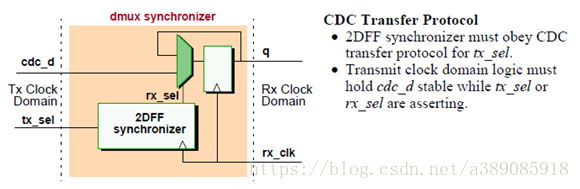 dmux synchronizer
cdc_d
q
Tx Clock
Domain
rx_sel
Rx Clock
Domain
tx_sel
2DFF
synchronizer
rx_clk
CDC Transfer Protocol
• 2DFF synchronizer must obey CDC
transfer protocol for tx_sel.
• Transmit clock domain logic must
hold cdc_d stable while tx_sel or
rx_sel are asserting.
https://blog.csdn.net/a389085918